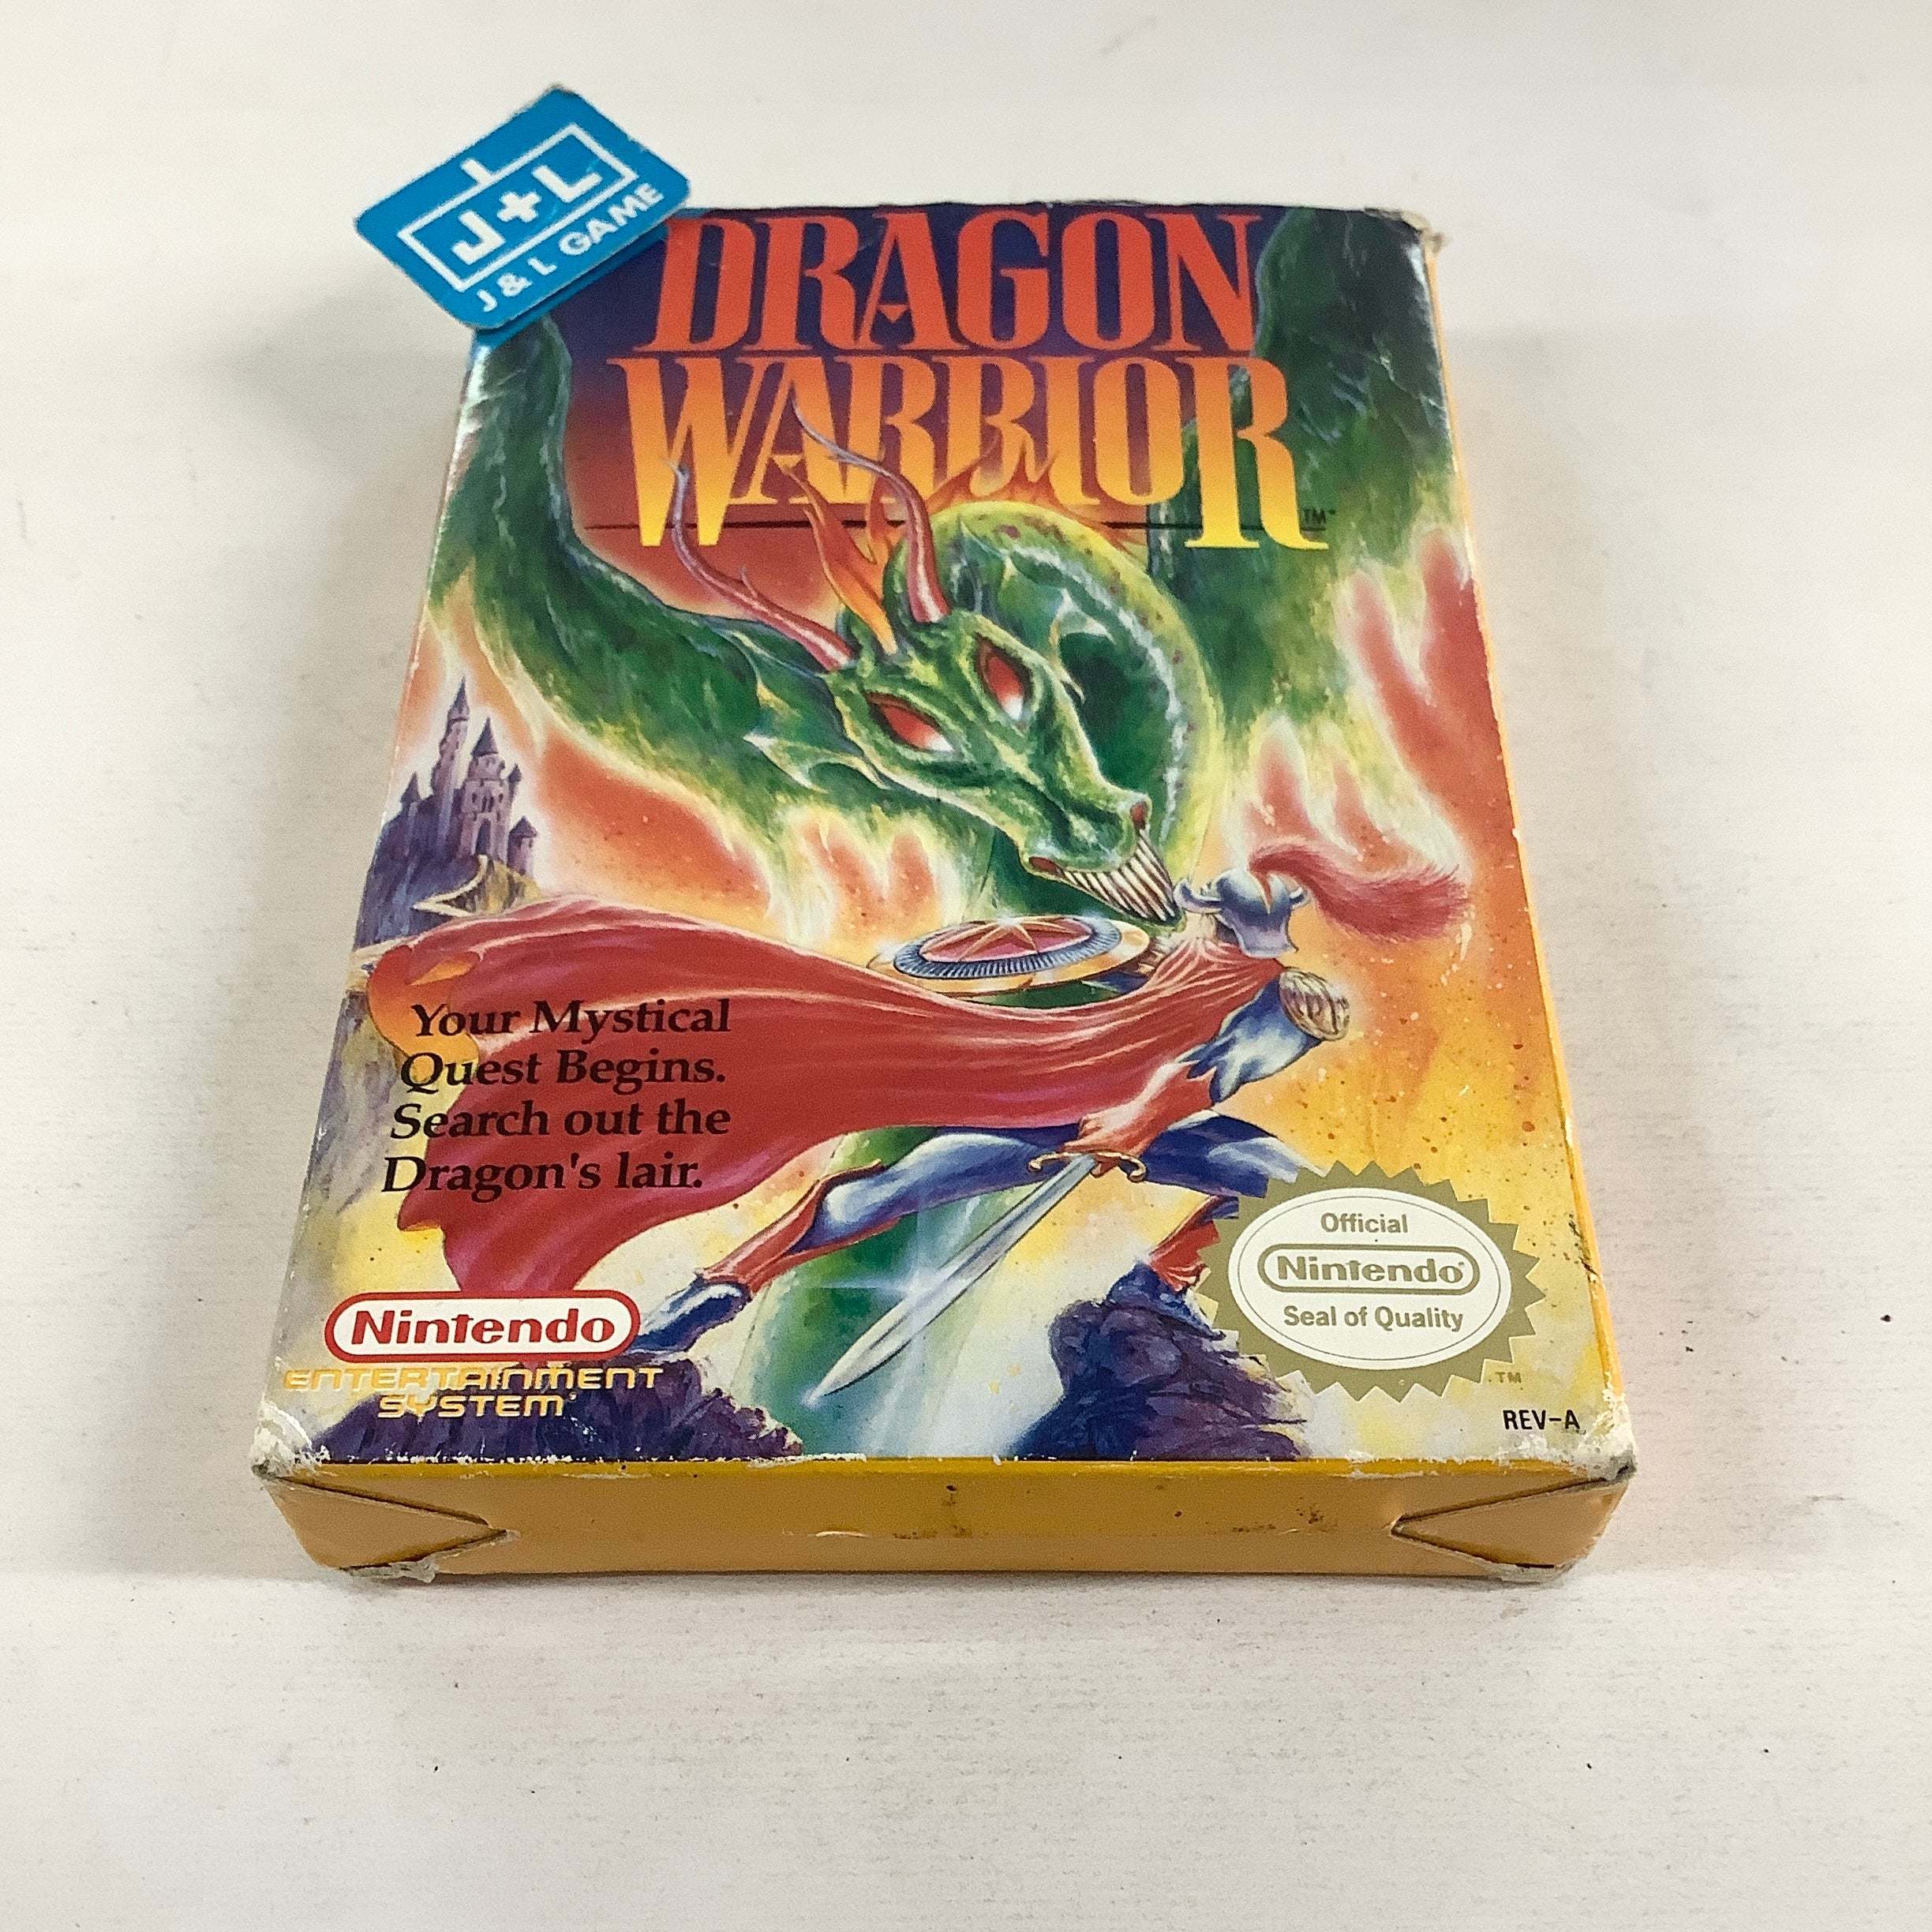 J+L
J & L GAME
DRAGON
WARRIOR
TM
Your Mystical
Quest Begins.
Search out the
Dragon's lair.
Nintendo
ENTERTAINMENT
SYSTEM
Official
Nintendo®
Seal of Quality
TM
REV-A